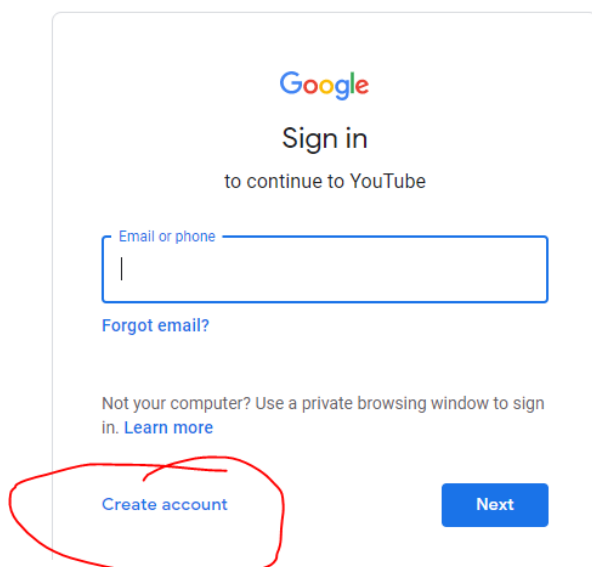 Google
Sign in
to continue to YouTube
Email or phone
Forgot email?
Not your computer? Use a private browsing window to sign
in. Learn more
Create account
Next